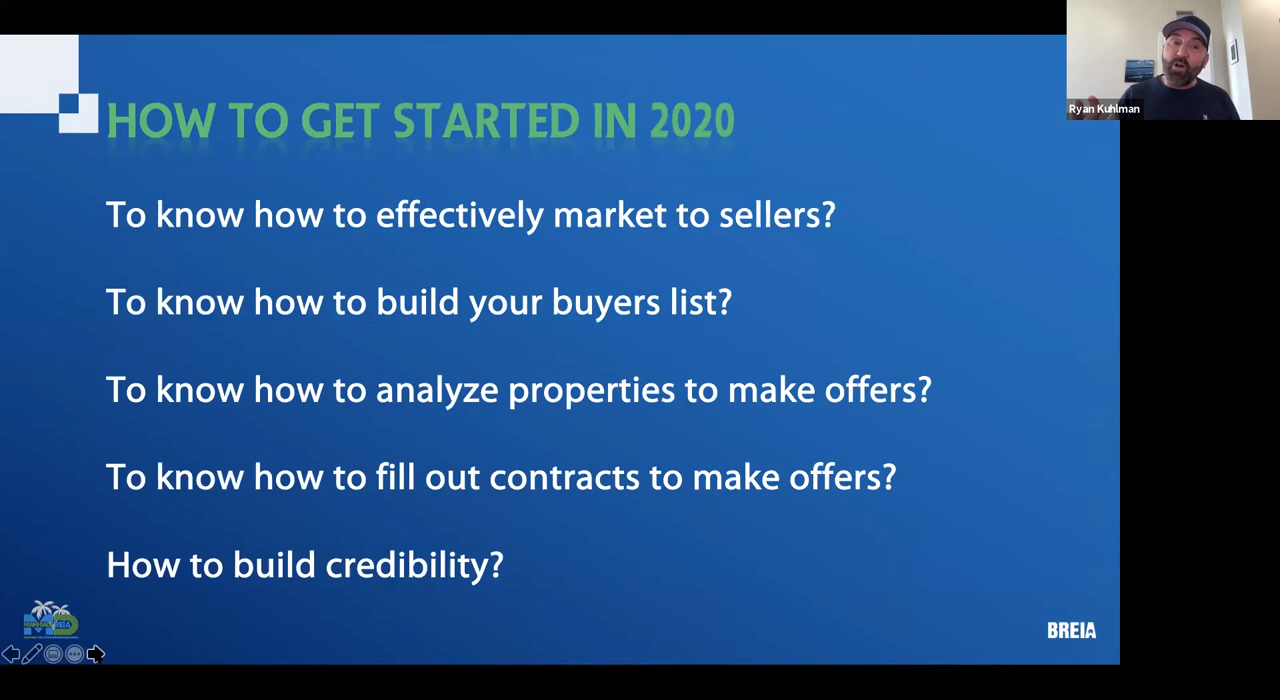 HOW TO GET STARTED IN 2020
Ryan Kuhlman
To know how to effectively market to sellers?
To know how to build your buyers list?
To know how to analyze properties to make offers?
To know how to fill out contracts to make offers?
How to build credibility?
BREIA